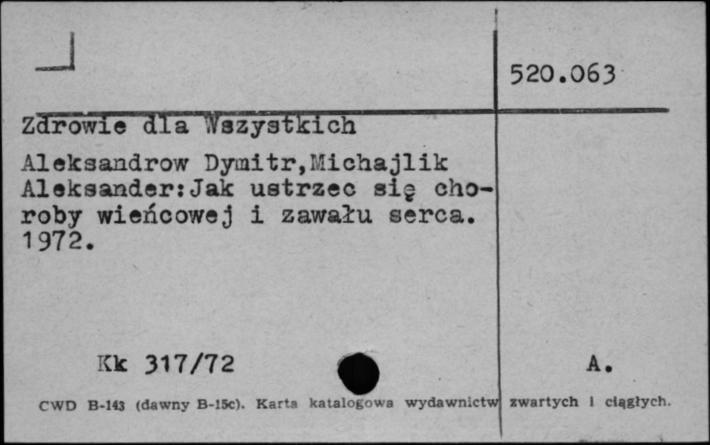 520.063
Zdrowie dla Wszystkich
Aleksandrow Dymitr,Michajlik
Aleksander:Jak ustrzec się cho-
roby wieńcowej i zawału serca.
1972.
Kk 317/72 A.
CWD B-143 (dawny B-15c). Karta katalogowa wydawnictw zwartych i ciągłych.